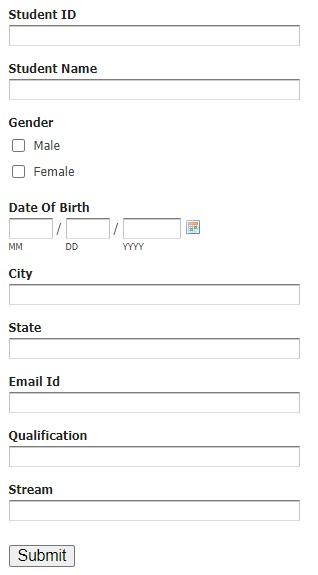 Student ID
Student Name
Gender
Male
Female
Date Of Birth
/ /
MM DD YYYY
City
State
Email Id
Qualification
Stream
Submit